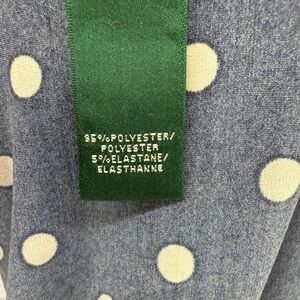 95%POLYESTER/
POLYESTER
5%ELASTANE/
ELASTHANNE